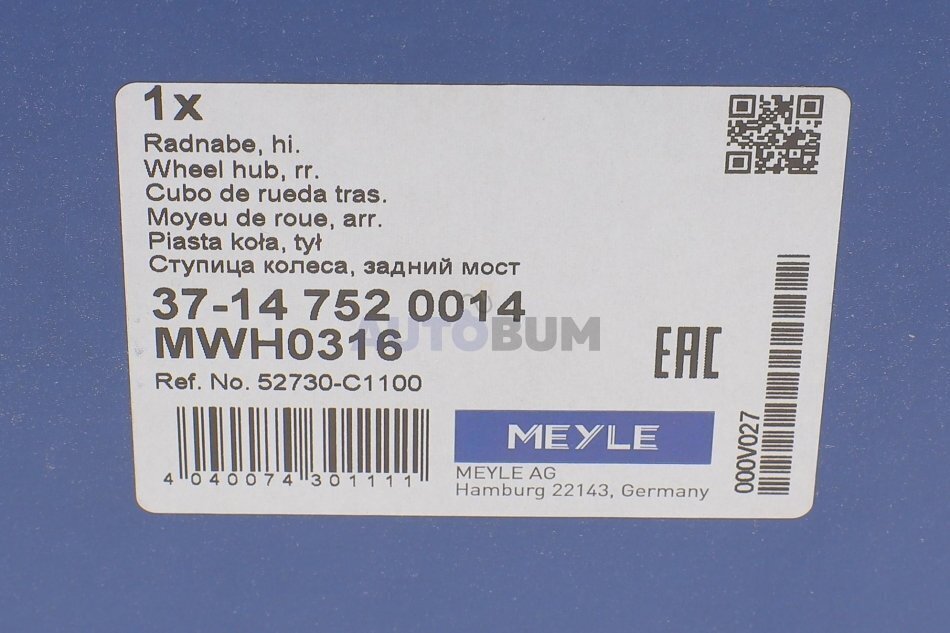 1x
Radnabe, hi.
Wheel hub, rr.
Cubo de rueda tras.
Moyeu de roue, arr.
Piasta koła, tył
Ступица колеса, задний мост
37-14 752 0014
AUTOBUM
MWH0316
EAC
Ref. No. 52730-C1100
4 040074 301111
MEYLE
MEYLE AG
Hamburg 22143, Germany
000V027